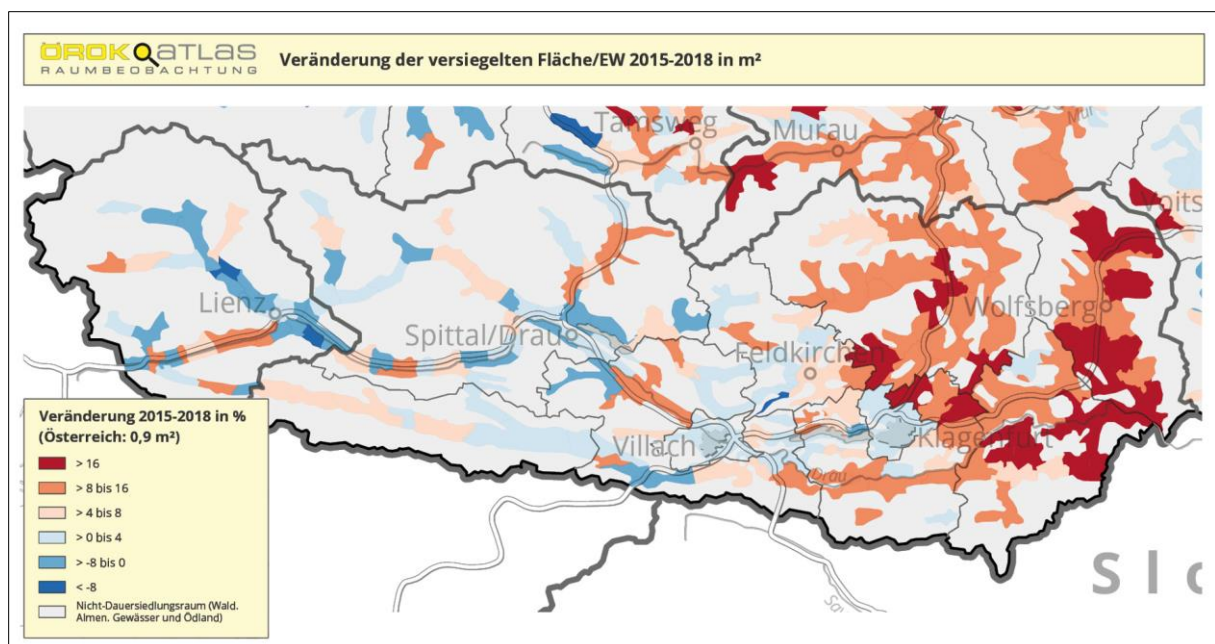 ÖROK ATLAS
RAUMBEOBACHTUNG
Veränderung der versiegelten Fläche/EW 2015-2018 in m²
Tamsweg
Murau
Mur
Voits
Lienz
Spittal/Drau
Wolfsberg
Feldkirchen
Villach
Klagenfurt
Drau
Slo
Veränderung 2015-2018 in %
(Österreich: 0,9 m²)
> 16
> 8 bis 16
> 4 bis 8
> 0 bis 4
> -8 bis 0
< -8
Nicht-Dauersiedlungsraum (Wald.
Almen. Gewässer und Ödland)